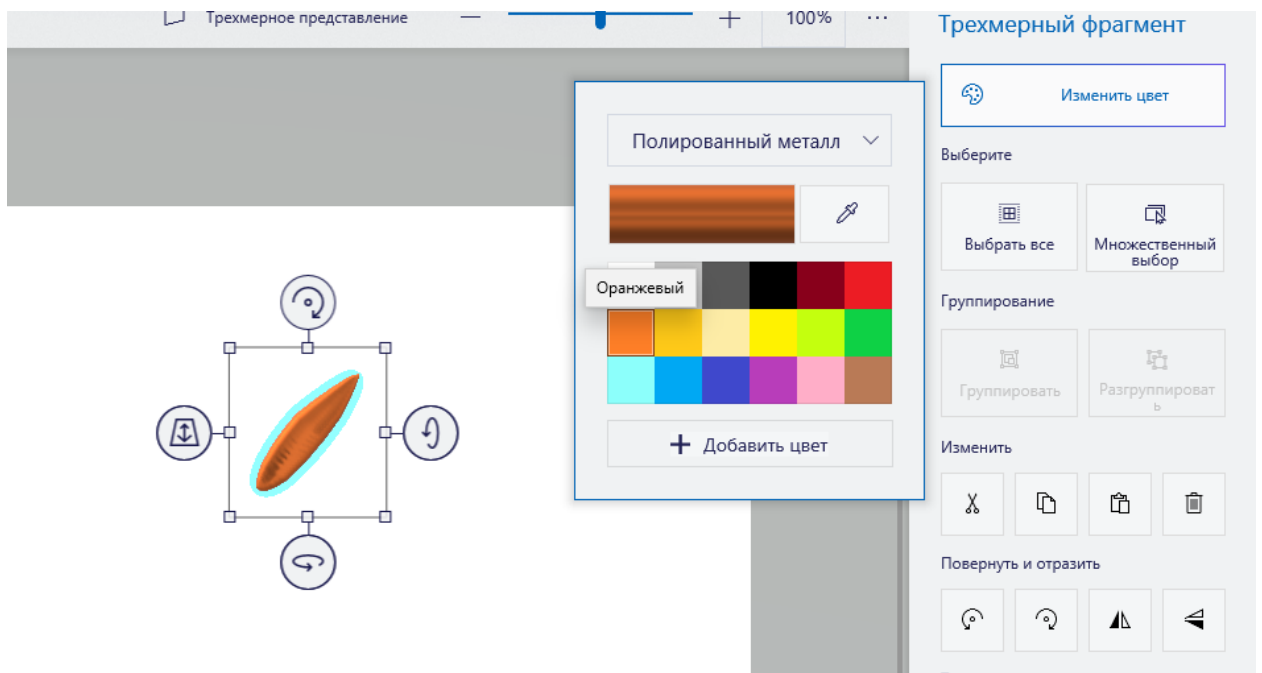 Трехмерное представление
100%
Трехмерный фрагмент
Изменить цвет
Полированный металл
Оранжевый
Добавить цвет
Выберите
Выбрать все
Множественный
выбор
Группирование
Группировать
Разгруппироват
ь
Изменить
Повернуть и отразить